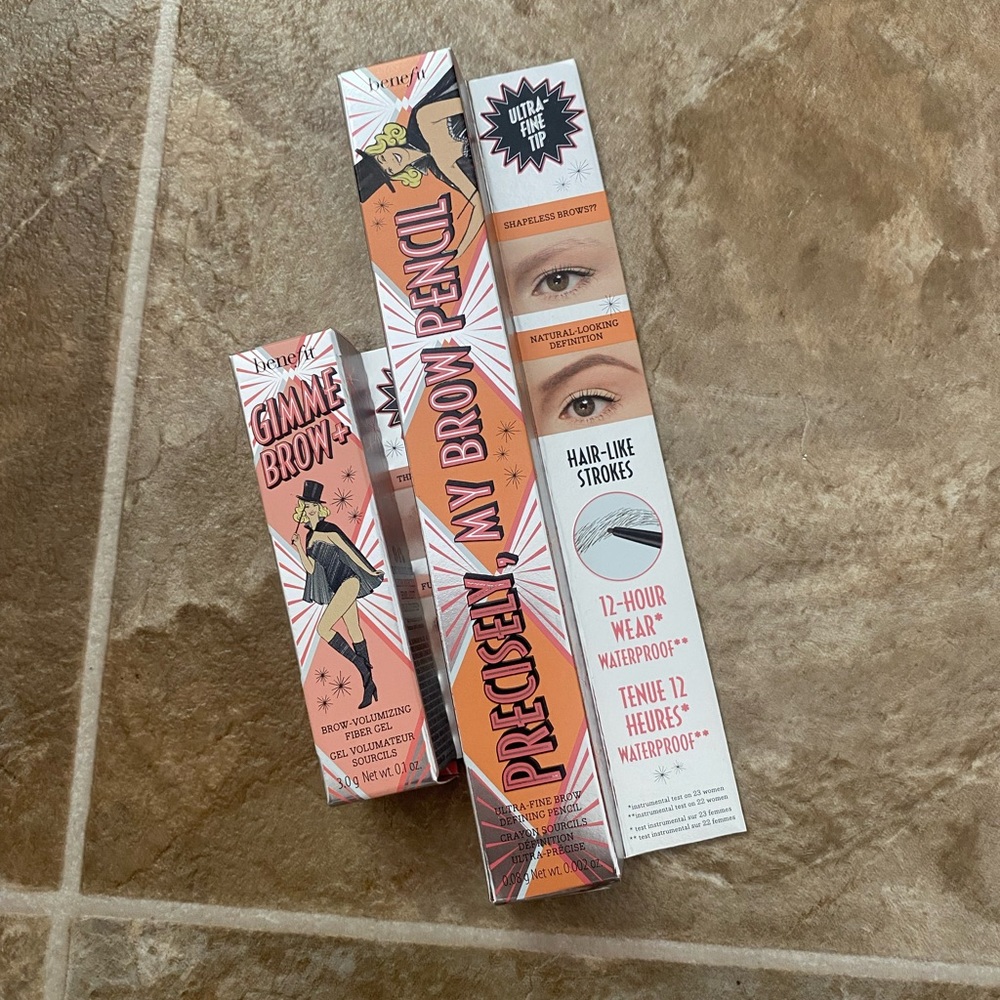 benefit
GIMME
BROW+
BROW-VOLUMIZING
FIBER GEL
GEL VOLUMATEUR
SOURCILS
3.0 g Net wt. 0.1 oz.
benefit
PRECISELY, MY BROW PENCIL
ULTRA-FINE BROW
DEFINING PENCIL
CRAYON SOURCILS
DÉFINITION
ULTRA-PRÉCISE
0.08 g Net wt. 0.002 oz.
ULTRA-
FINE
TIP
SHAPELESS BROWS??
NATURAL-LOOKING
DEFINITION
HAIR-LIKE
STROKES
12-HOUR
WEAR*
WATERPROOF**
TENUE 12
HEURES*
WATERPROOF**
*instrumental test on 23 women
**instrumental test on 22 women
* test instrumental sur 23 femmes
** test instrumental sur 22 femmes